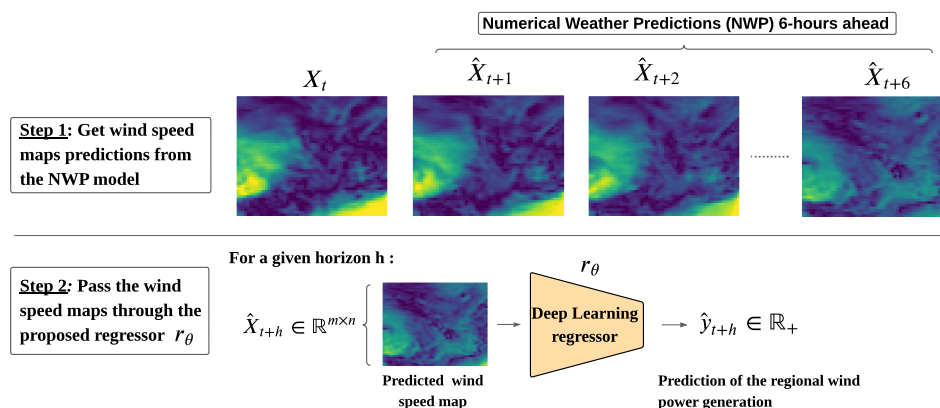 Numerical Weather Predictions (NWP) 6-hours ahead
X_t
X̂_{t+1}
X̂_{t+2}
X̂_{t+6}
Step 1: Get wind speed
maps predictions from
the NWP model
For a given horizon h :
Step 2: Pass the wind
speed maps through the
proposed regressor r_θ
X̂_{t+h} ∈ ℝ^{m×n}
r_θ
Deep Learning
regressor
ŷ_{t+h} ∈ ℝ_+
Predicted wind
speed map
Prediction of the regional wind
power generation